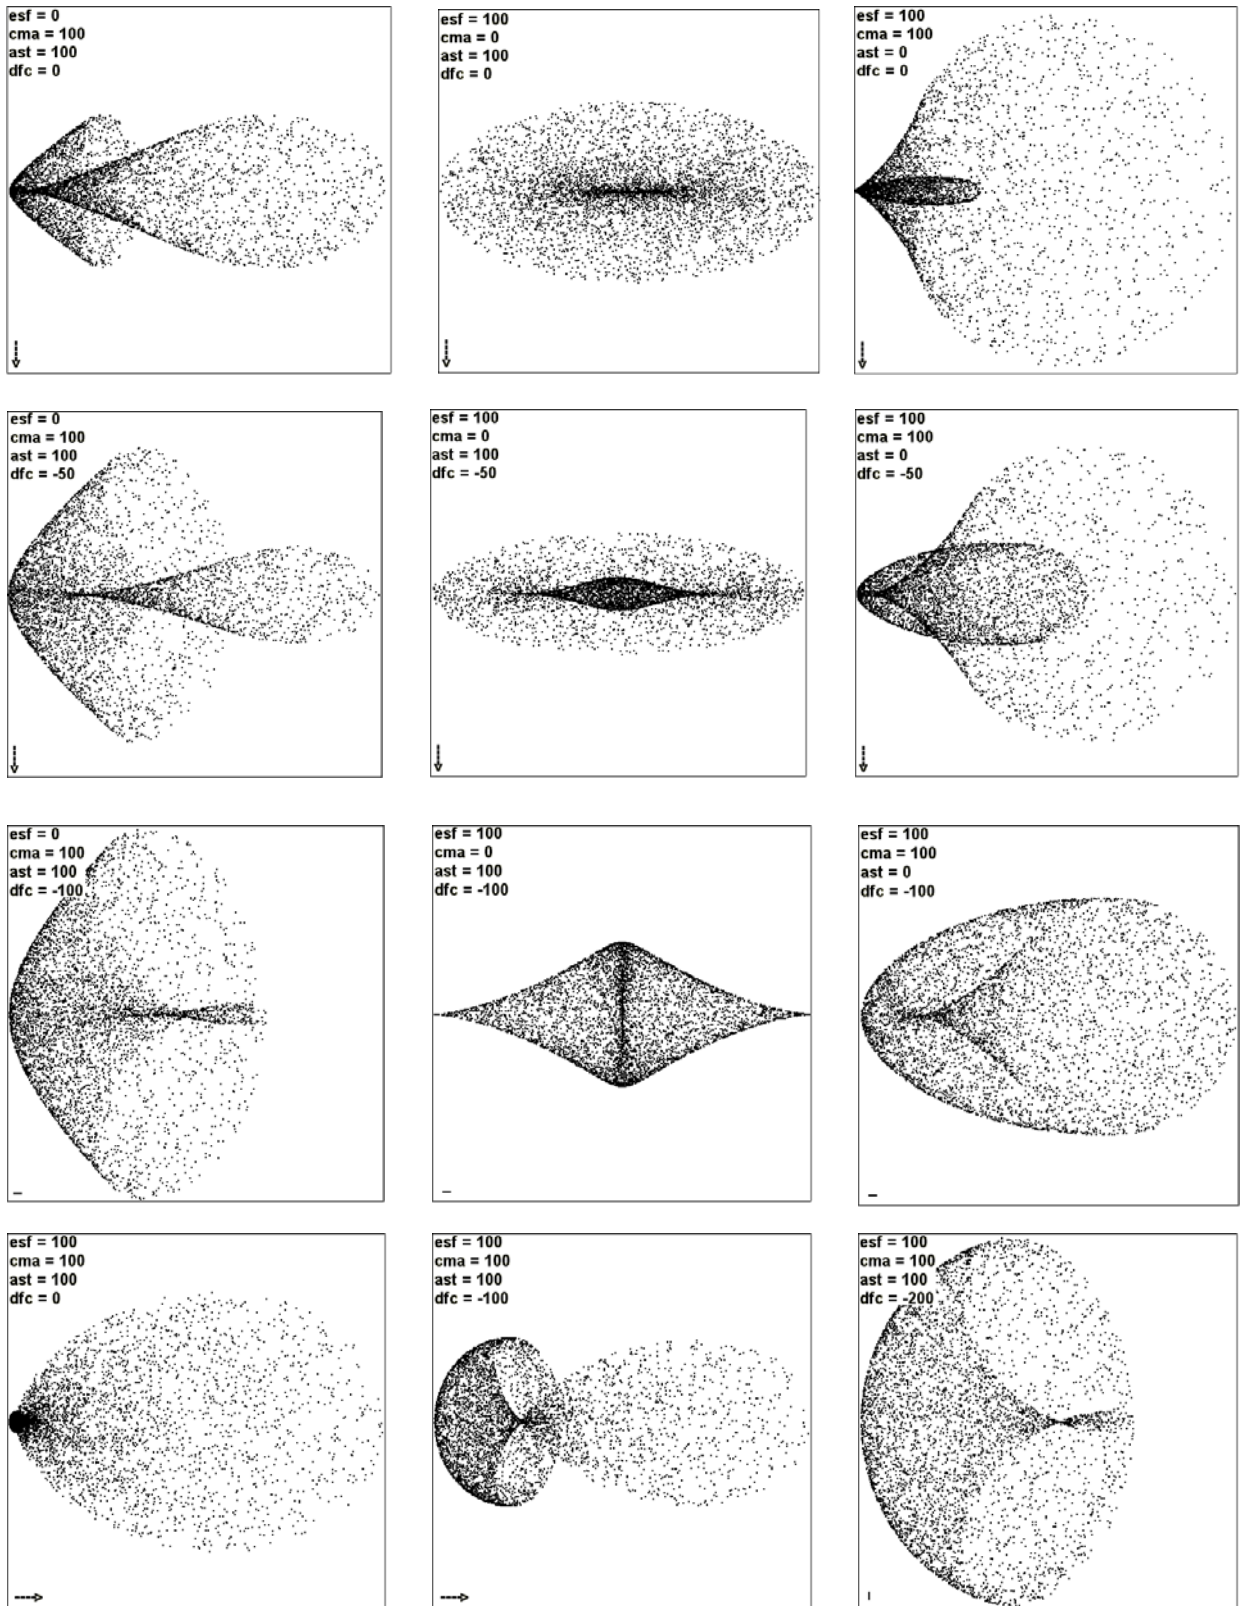 esf = 0
cma = 100
ast = 100
dfc = 0
esf = 100
cma = 0
ast = 100
dfc = 0
esf = 100
cma = 100
ast = 0
dfc = 0
esf = 0
cma = 100
ast = 100
dfc = -50
esf = 100
cma = 0
ast = 100
dfc = -50
esf = 100
cma = 100
ast = 0
dfc = -50
esf = 0
cma = 100
ast = 100
dfc = -100
esf = 100
cma = 0
ast = 100
dfc = -100
esf = 100
cma = 100
ast = 0
dfc = -100
esf = 100
cma = 100
ast = 100
dfc = 0
esf = 100
cma = 100
ast = 100
dfc = -100
esf = 100
cma = 100
ast = 100
dfc = -200